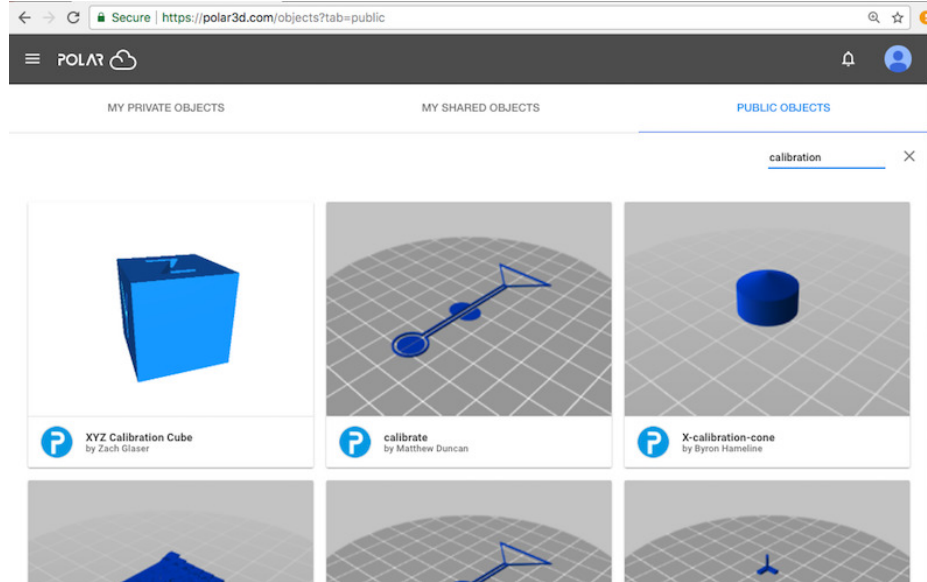 Secure | https://polar3d.com/objects?tab=public
POLAR
MY PRIVATE OBJECTS
MY SHARED OBJECTS
PUBLIC OBJECTS
calibration
XYZ Calibration Cube
by Zach Glaser
calibrate
by Matthew Duncan
X-calibration-cone
by Byron Hameline